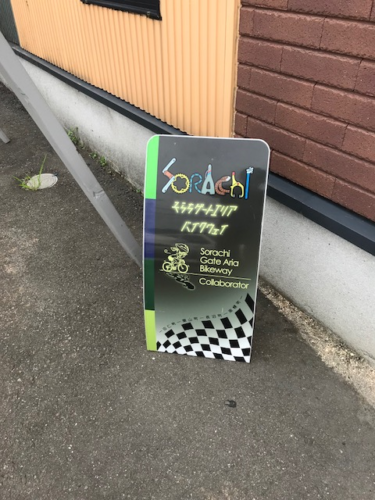 SORAChi
そらちゲートエリア
バイクウェイ
Sorachi
Gate Aria
Bikeway
Collaborator